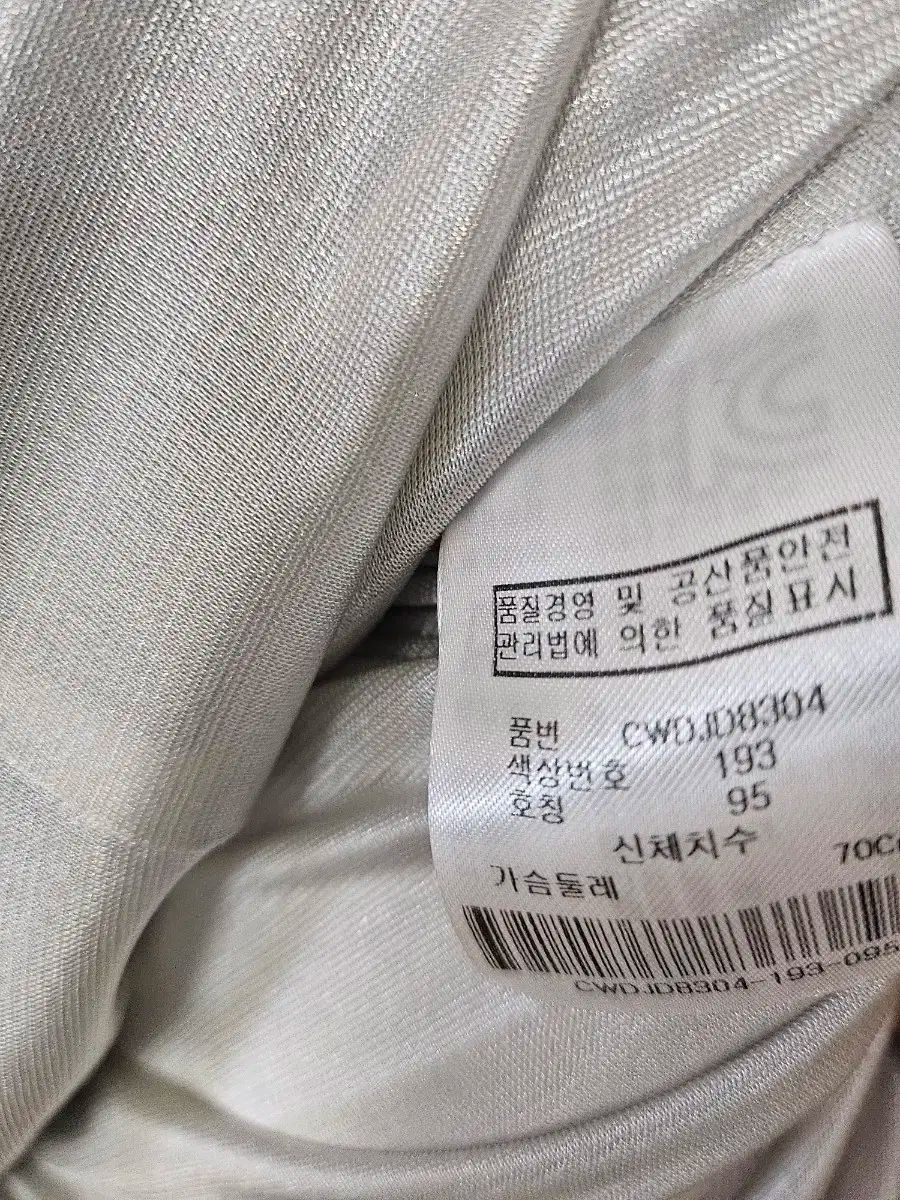 품질경영 및 공산품안전
관리법에 의한 품질표시
품번 CWDJD8304
색상번호 193
호칭 95
신체치수
가슴둘레 70C
CWDJD8304-193-095